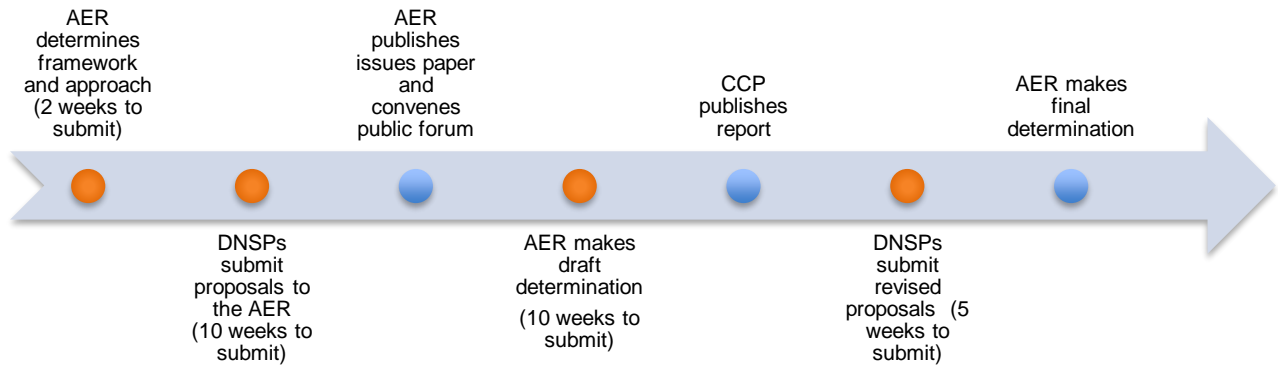 AER
determines
framework
and approach
(2 weeks to
submit)
DNSPs
submit
proposals to
the AER
(10 weeks to
submit)
AER
publishes
issues paper
and
convenes
public forum
AER makes
draft
determination
(10 weeks to
submit)
CCP
publishes
report
DNSPs
submit
revised
proposals (5
weeks to
submit)
AER makes
final
determination